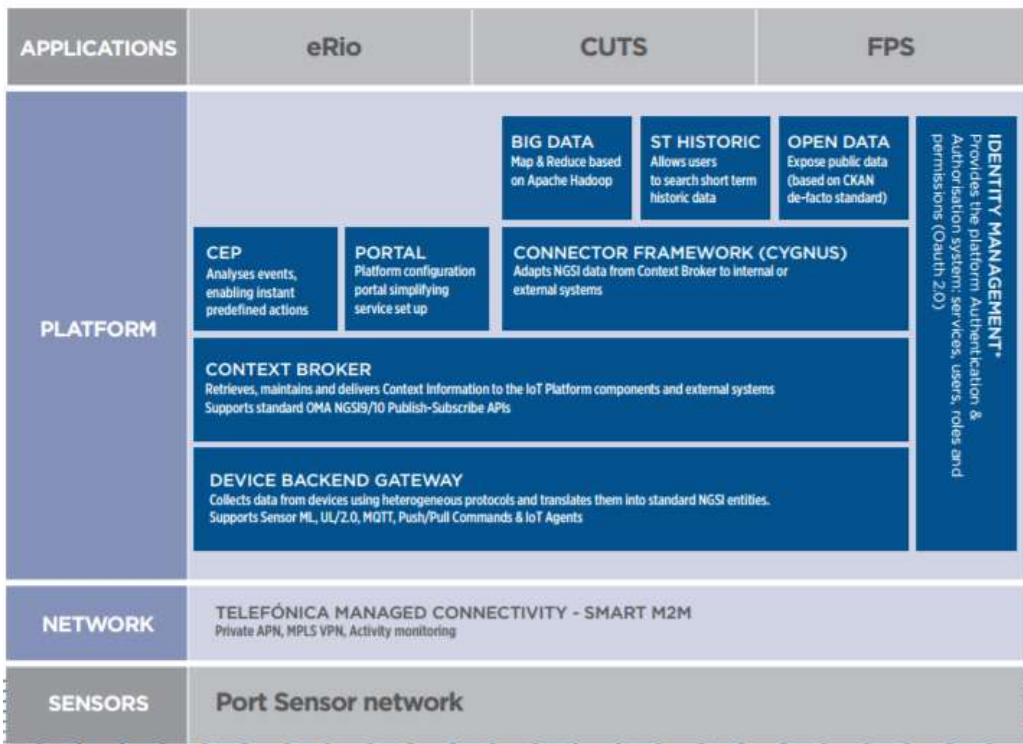 APPLICATIONS
eRio
CUTS
FPS
PLATFORM
BIG DATA
Map & Reduce based
on Apache Hadoop
ST HISTORIC
Allows users
to search short term
historic data
OPEN DATA
Expose public data
(based on CKAN
de-facto standard)
IDENTITY MANAGEMENT*
Provides the platform Authentication &
Authorisation system: services, users, roles and
permissions (Oauth 2.0)
CEP
Analyses events,
enabling instant
predefined actions
PORTAL
Platform configuration
portal simplifying
service set up
CONNECTOR FRAMEWORK (CYGNUS)
Adapts NGSI data from Context Broker to internal or
external systems
CONTEXT BROKER
Retrieves, maintains and delivers Context Information to the IoT Platform components and external systems
Supports standard OMA NGSI9/10 Publish-Subscribe APIs
DEVICE BACKEND GATEWAY
Collects data from devices using heterogeneous protocols and translates them into standard NGSI entities.
Supports Sensor ML, UL/2.0, MQTT, Push/Pull Commands & IoT Agents
NETWORK
TELEFÓNICA MANAGED CONNECTIVITY - SMART M2M
Private APN, MPLS VPN, Activity monitoring
SENSORS
Port Sensor network